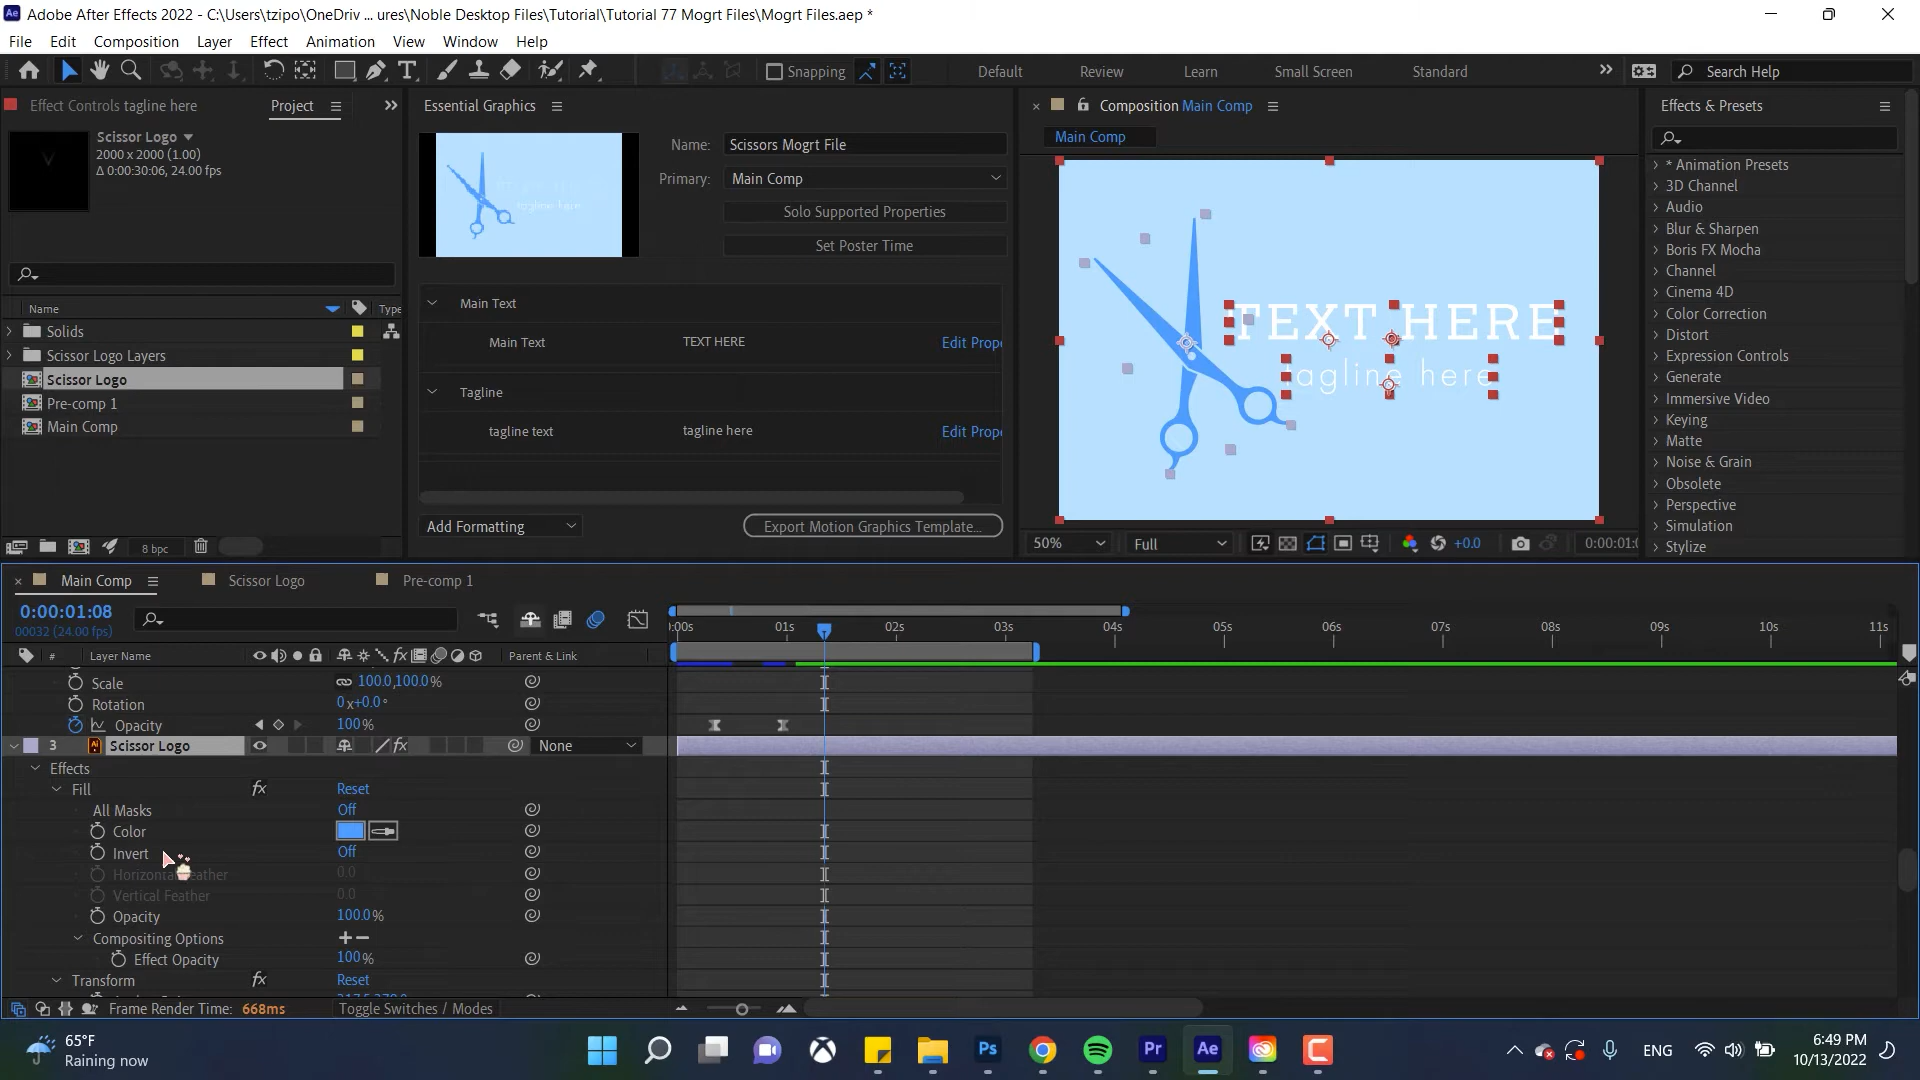 Adobe After Effects 2022 - C:\Users\tzipo\OneDriv ... ures\Noble Desktop Files\Tutorial\Tutorial 77 Mogrt Files\Mogrt Files.aep *
File Edit Composition Layer Effect Animation View Window Help
Snapping Default Review Learn Small Screen Standard Search Help
Effect Controls tagline here Project
Scissor Logo
2000 x 2000 (1.00)
Δ 0:00:30:06, 24.00 fps
Name Type
Solids
Scissor Logo Layers
Scissor Logo
Pre-comp 1
Main Comp
8 bpc
Essential Graphics
Name: Scissors Mogrt File
Primary: Main Comp
Solo Supported Properties
Set Poster Time
tagline here
Main Text
Main Text TEXT HERE Edit Prope
Tagline
tagline text tagline here Edit Prope
Add Formatting Export Motion Graphics Template...
Composition Main Comp
Main Comp
TEXT HERE
tagline here
50% Full +0.0 0:00:01:0
Effects & Presets
* Animation Presets
3D Channel
Audio
Blur & Sharpen
Boris FX Mocha
Channel
Cinema 4D
Color Correction
Distort
Expression Controls
Generate
Immersive Video
Keying
Matte
Noise & Grain
Obsolete
Perspective
Simulation
Stylize
Main Comp Scissor Logo Pre-comp 1
0:00:01:08
00032 (24.00 fps)
# Layer Name Parent & Link
:00s 01s 02s 03s 04s 05s 06s 07s 08s 09s 10s 11s
Scale 100.0,100.0%
Rotation 0x+0.0°
Opacity 100%
3 Scissor Logo None
Effects
Fill fx Reset
All Masks Off
Color
Invert Off
Horizontal Feather 0.0
Vertical Feather 0.0
Opacity 100.0%
Compositing Options + −
Effect Opacity 100%
Transform fx Reset
Frame Render Time: 668ms Toggle Switches / Modes
65°F
Raining now
Ps Pr Ae
ENG
6:49 PM
10/13/2022